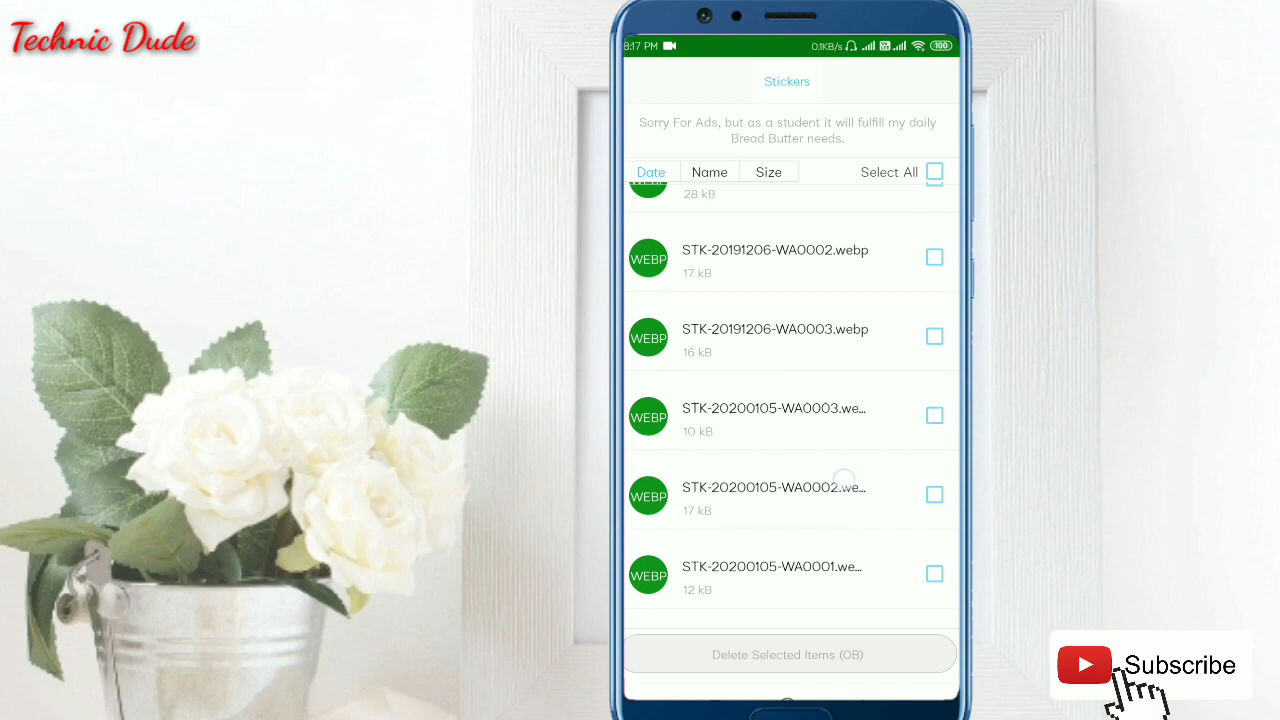 Technic Dude
8:17 PM
0.1KB/s
100
Stickers
Sorry For Ads, but as a student it will fulfill my daily
Bread Butter needs.
Date Name Size Select All
28 kB
WEBP
STK-20191206-WA0002.webp
17 kB
WEBP
STK-20191206-WA0003.webp
16 kB
WEBP
STK-20200105-WA0003.we...
10 kB
WEBP
STK-20200105-WA0002.we...
17 kB
WEBP
STK-20200105-WA0001.we...
12 kB
Delete Selected Items (0B)
Subscribe